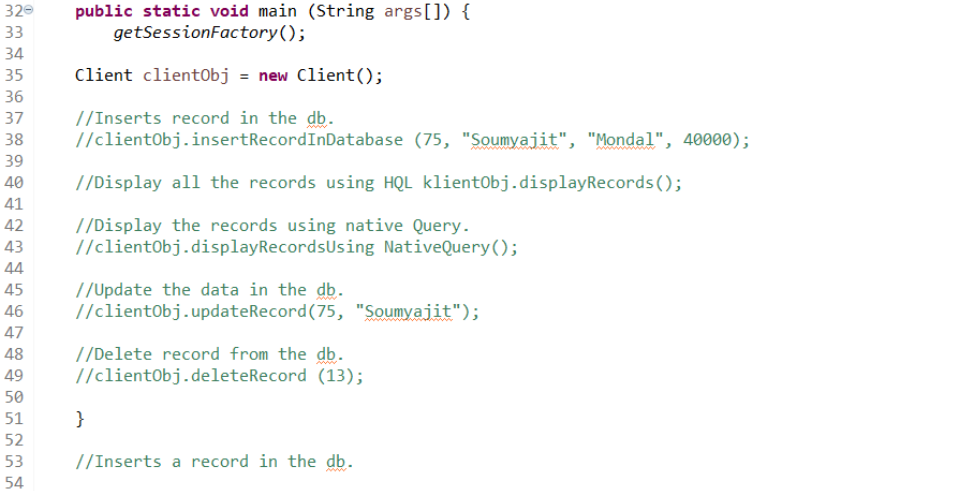 32 public static void main (String args[]) {
33 getSessionFactory();
34
35 Client clientObj = new Client();
36
37 //Inserts record in the db.
38 //clientObj.insertRecordInDatabase (75, "Soumyajit", "Mondal", 40000);
39
40 //Display all the records using HQL klientObj.displayRecords();
41
42 //Display the records using native Query.
43 //clientObj.displayRecordsUsing NativeQuery();
44
45 //Update the data in the db.
46 //clientObj.updateRecord(75, "Soumyajit");
47
48 //Delete record from the db.
49 //clientObj.deleteRecord (13);
50
51 }
52
53 //Inserts a record in the db.
54